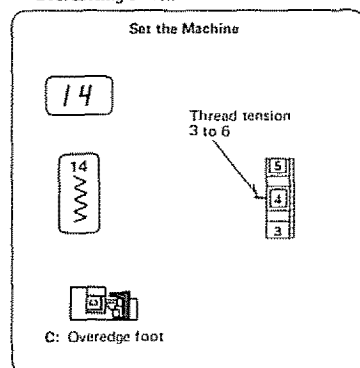 Set the Machine
14
Thread tension
3 to 6
14
5
4
3
C: Overedge foot